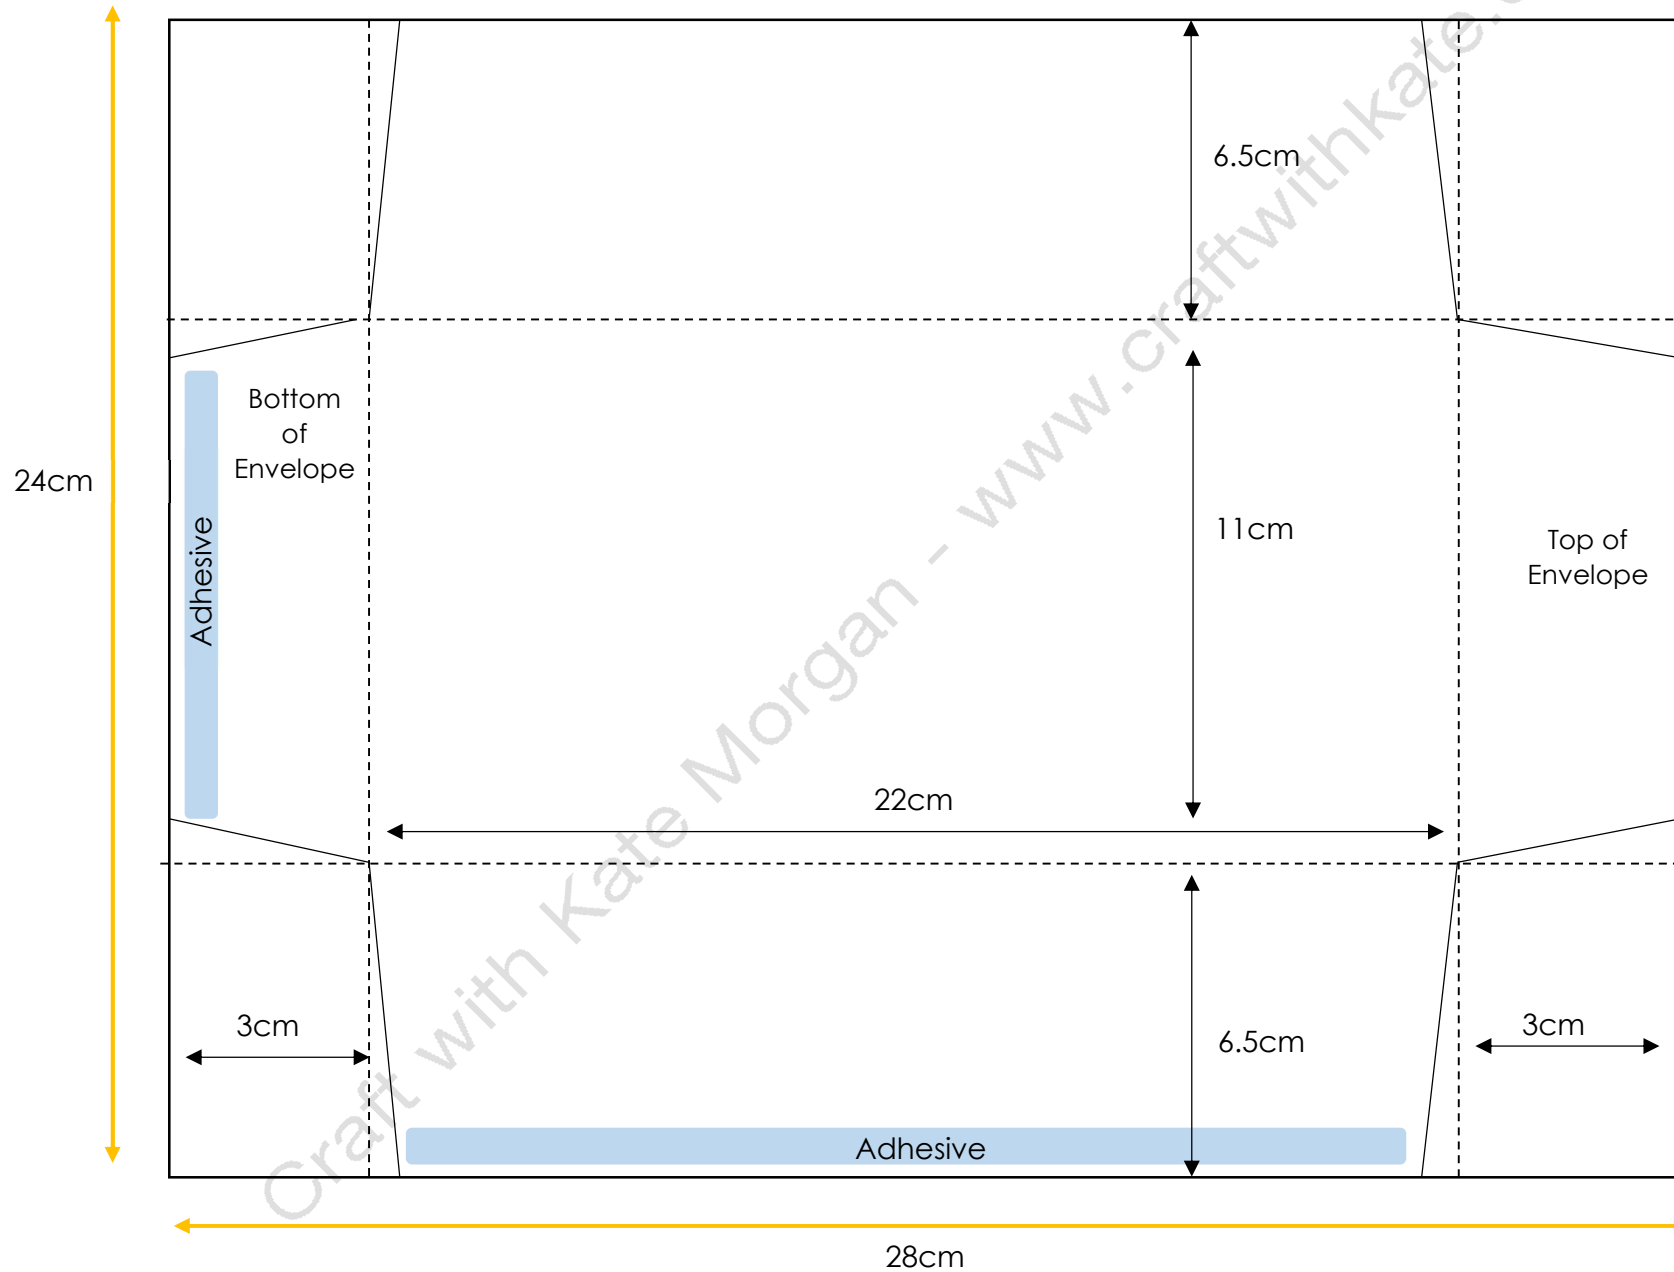 6.5cm
Bottom
of
Envelope
24cm
Adhesive
11cm
Top of
Envelope
22cm
3cm
6.5cm
3cm
Adhesive
28cm
Craft with Kate Morgan - www.craftwithkate.